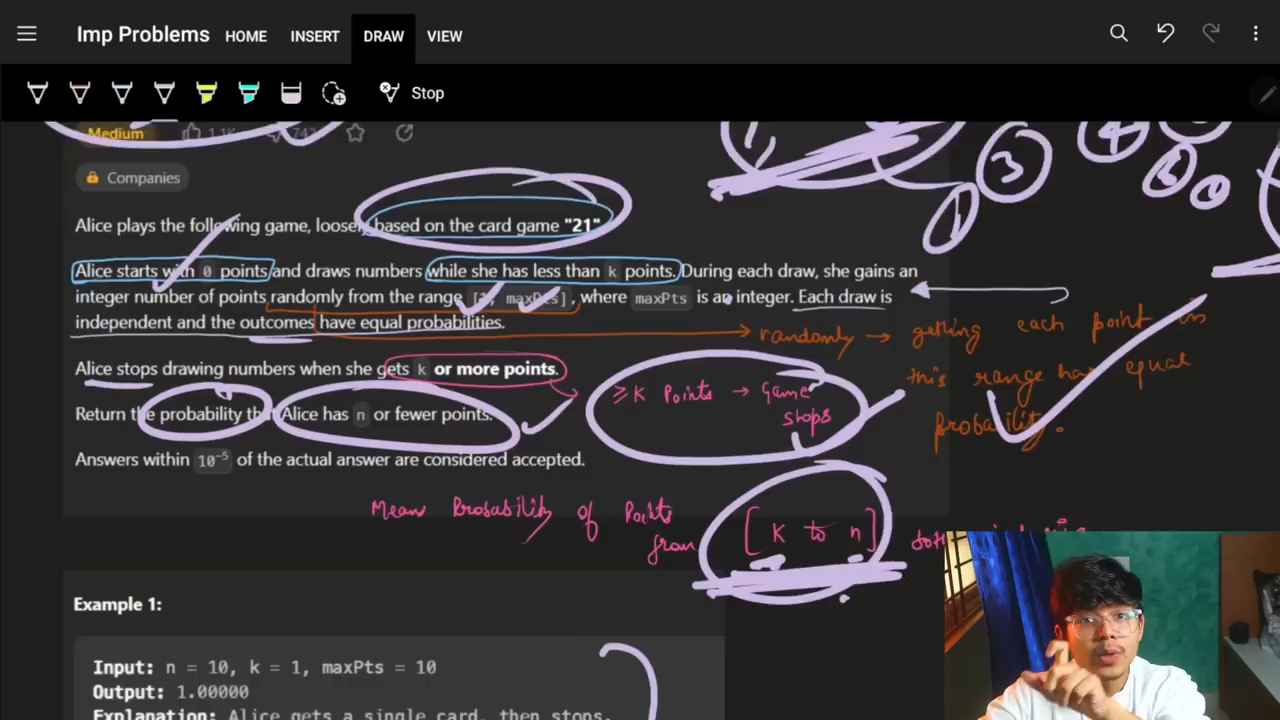 Imp Problems HOME INSERT DRAW VIEW
Stop
Medium 1.1K 742
Companies
Alice plays the following game, loosely based on the card game "21".
Alice starts with 0 points and draws numbers while she has less than k points. During each draw, she gains an
integer number of points randomly from the range [1, maxPts], where maxPts is an integer. Each draw is
independent and the outcomes have equal probabilities.
randomly → getting each point in
this range has equal
probability.
Alice stops drawing numbers when she gets k or more points.
≥K Points → Game
stops
Return the probability that Alice has n or fewer points.
Answers within 10⁻⁵ of the actual answer are considered accepted.
Mean Probability of Points
from [K to n]
3
1
Example 1:
Input: n = 10, k = 1, maxPts = 10
Output: 1.00000
Explanation: Alice gets a single card, then stops.